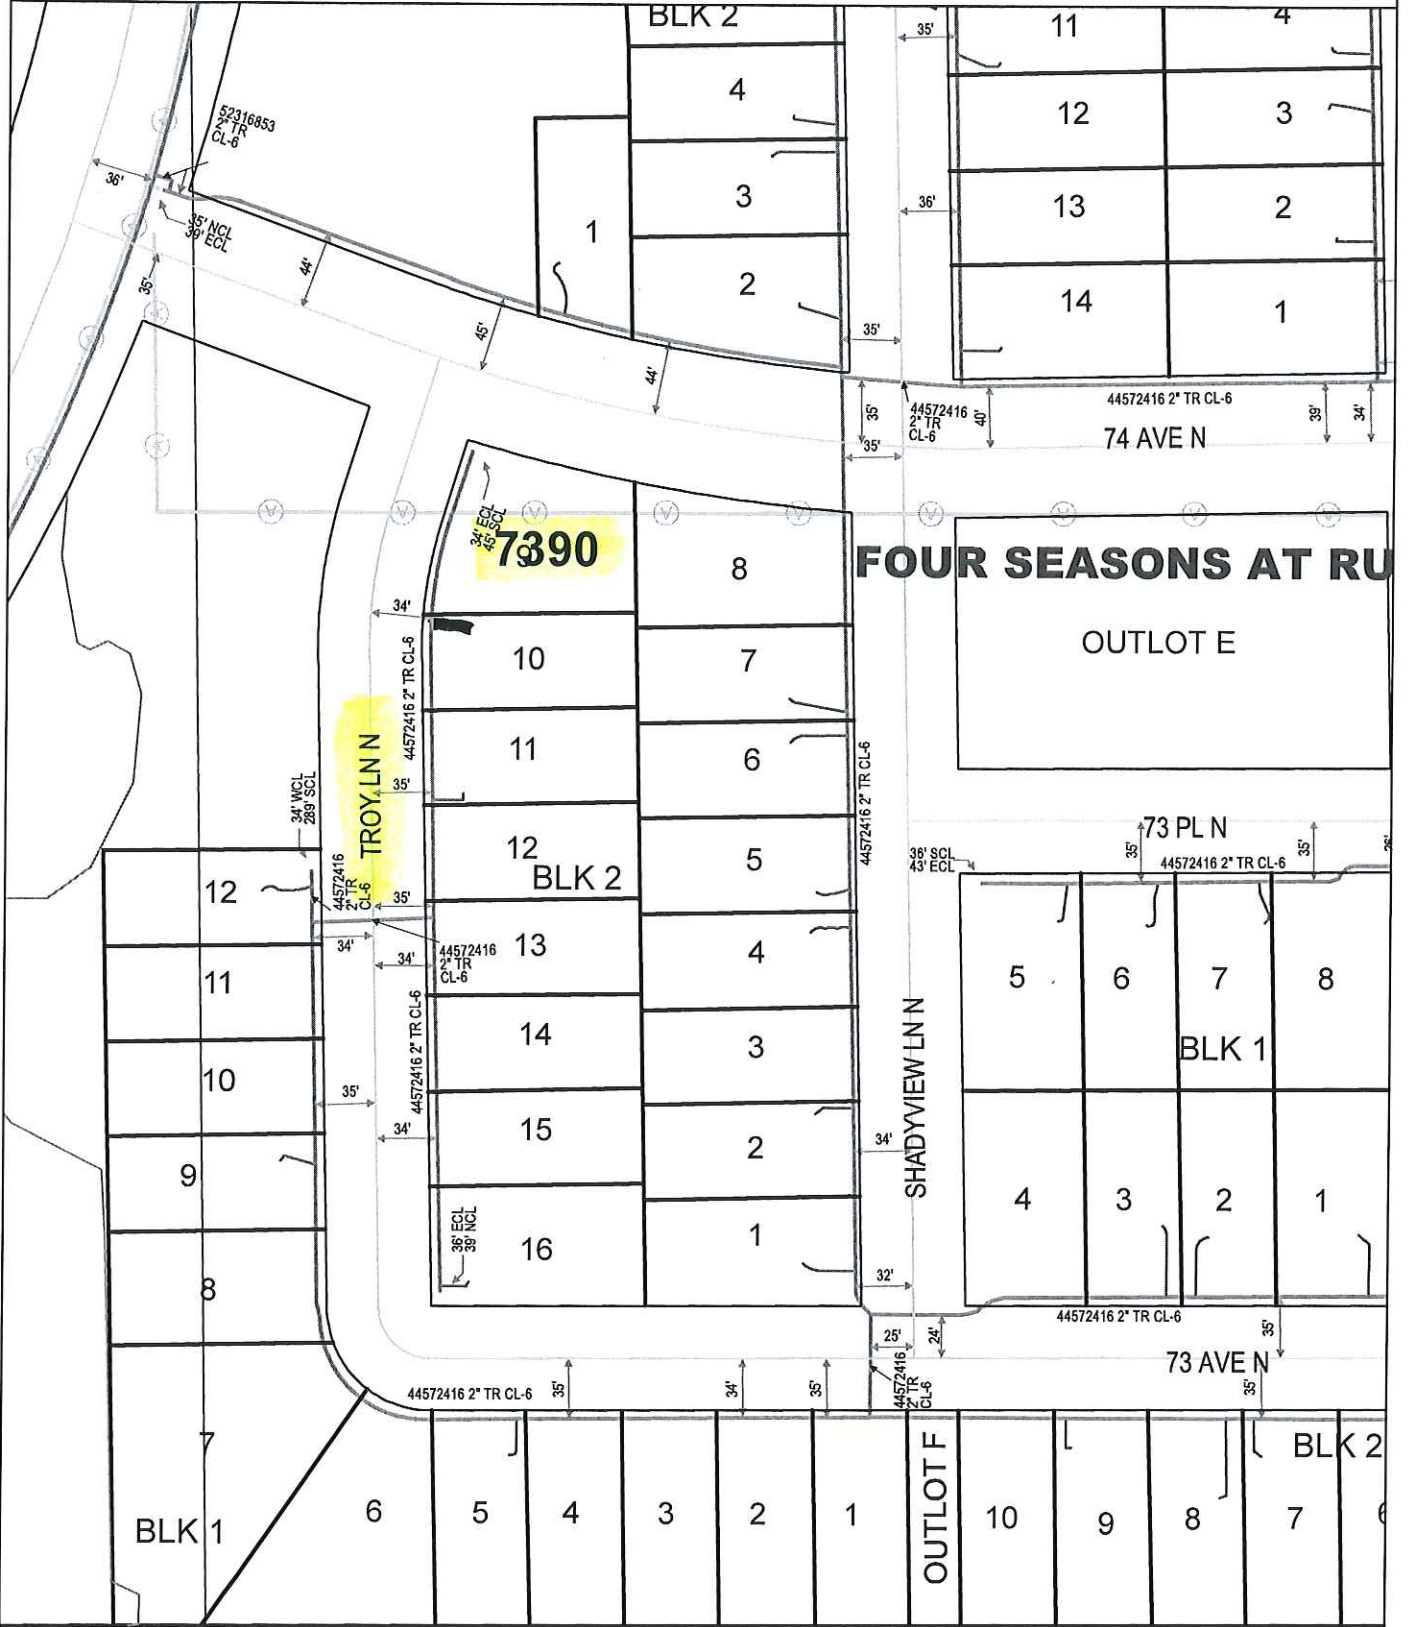 BLK 2
4
3
2
1
35'
11
12
13
14
4
3
2
1
36'
52316853
2" TR
CL-6
36'
35' NCL
39' ECL
35'
44'
45'
44'
35'
35'
35'
44572416
2" TR
CL-6
40'
44572416 2" TR CL-6
39'
34'
74 AVE N
34' ECL
45' SCL
7390
9
8
FOUR SEASONS AT RU
OUTLOT E
34'
10
7
44572416 2" TR CL-6
11
6
TROY LN N
35'
44572416 2" TR CL-6
34' WCL
289' SCL
12
BLK 2
5
73 PL N
35'
35'
36'
36' SCL
43' ECL
44572416 2" TR CL-6
12
44572416
2" TR
CL-6
35'
34'
13
4
44572416
2" TR
CL-6
34'
11
5
6
7
8
14
3
BLK 1
10
35'
44572416 2" TR CL-6
SHADYVIEW LN N
15
2
34'
34'
9
4
3
2
1
36' ECL
39' NCL
16
1
8
32'
44572416 2" TR CL-6
25'
24'
35'
73 AVE N
44572416 2" TR CL-6
35'
34'
35'
44572416
2" TR
CL-6
35'
7
BLK 1
6
5
4
3
2
1
OUTLOT F
10
9
8
7
BLK 2